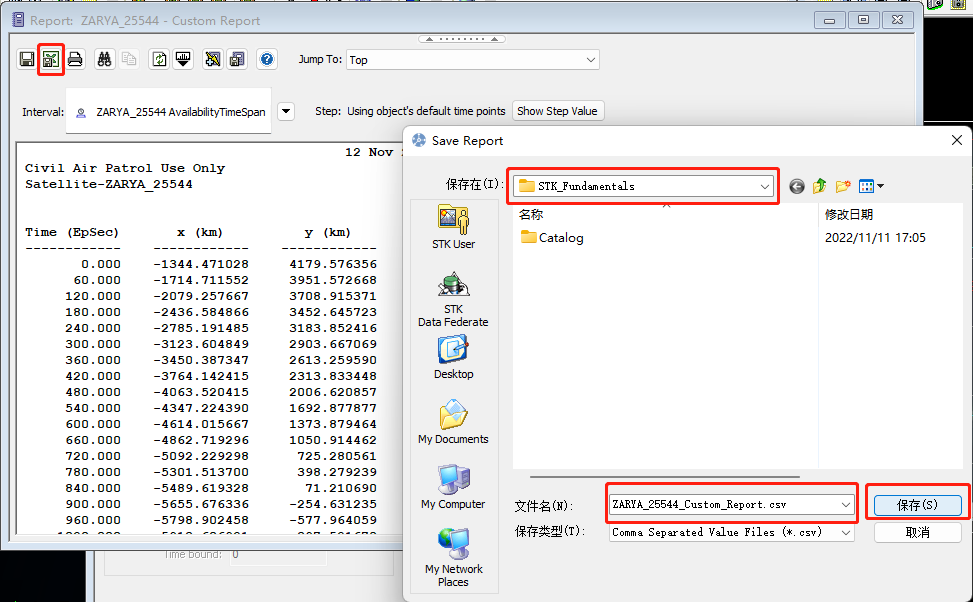 Report: ZARYA_25544 - Custom Report
Jump To: Top
Interval: ZARYA_25544 AvailabilityTimeSpan Step: Using object's default time points Show Step Value
12 Nov
Civil Air Patrol Use Only
Satellite-ZARYA_25544
Time (EpSec) x (km) y (km)
------------ ------------ ------------
0.000 -1344.471028 4179.576356
60.000 -1714.711552 3951.572668
120.000 -2079.257667 3708.915371
180.000 -2436.584866 3452.645723
240.000 -2785.191485 3183.852416
300.000 -3123.604849 2903.667069
360.000 -3450.387347 2613.259590
420.000 -3764.142415 2313.833448
480.000 -4063.520415 2006.620857
540.000 -4347.224390 1692.877877
600.000 -4614.015667 1373.879464
660.000 -4862.719296 1050.914462
720.000 -5092.229298 725.280561
780.000 -5301.513700 398.279239
840.000 -5489.619328 71.210690
900.000 -5655.676336 -254.631235
960.000 -5798.902458 -577.964059
Time bound: 0
Save Report
保存在(I): STK_Fundamentals
名称 修改日期
Catalog 2022/11/11 17:05
STK User
STK
Data Federate
Desktop
My Documents
My Computer
My Network
Places
文件名(N): ZARYA_25544_Custom_Report.csv 保存(S)
保存类型(T): Comma Separated Value Files (*.csv) 取消